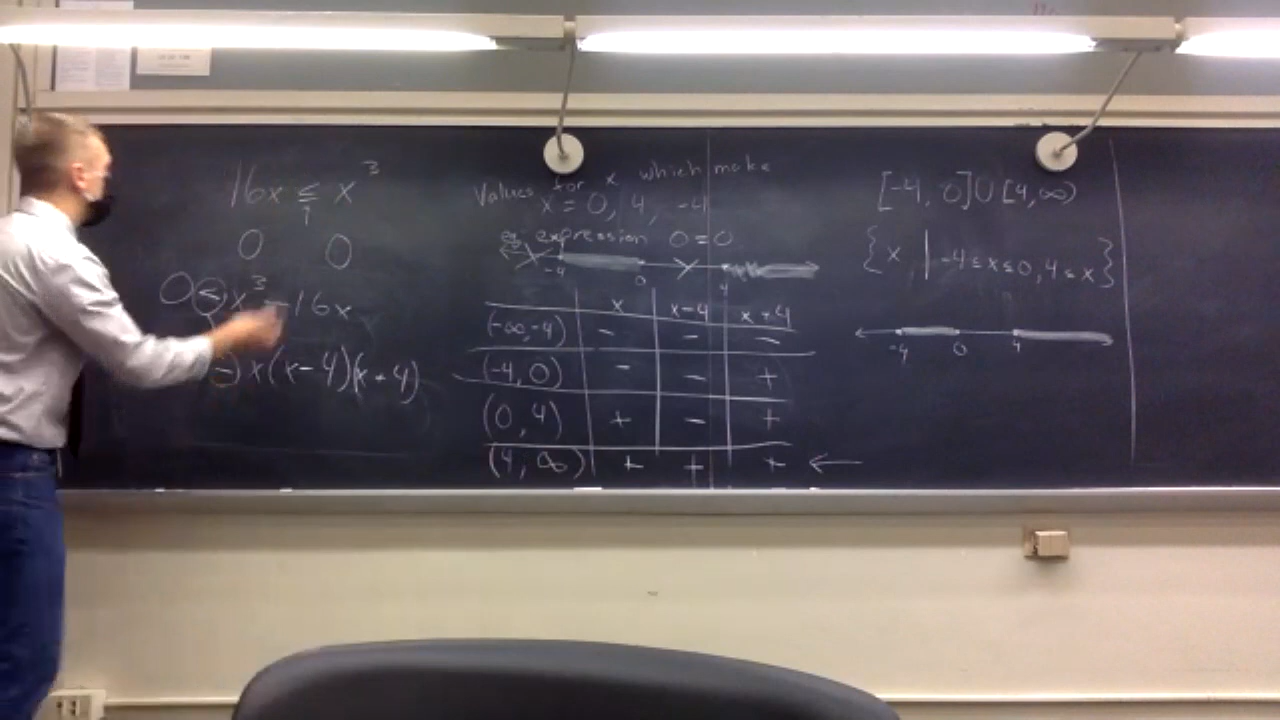 16x ≤ x³
↑
0 0
0 ≤ x³ - 16x
x(x-4)(x+4)
Values for x which make
x = 0, 4, -4
expression 0=0
-4 0 4
x x-4 x+4
(-∞,-4) - - -
(-4, 0) - - +
(0, 4) + - +
(4, ∞) + + + ←
[-4, 0]∪[4,∞)
{x | -4≤x≤0, 4≤x}
-4 0 4